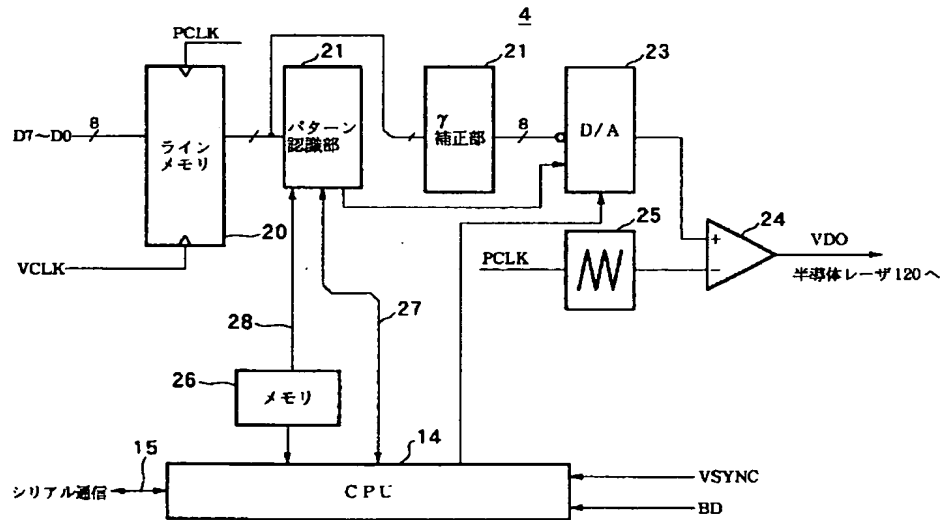 4
PCLK
21
21
23
D7〜D0
8
ライン
メモリ
パターン
認識部
γ
補正部
8
D/A
20
VCLK
25
24
PCLK
+
−
VDO
半導体レーザ120へ
27
28
26
メモリ
14
15
シリアル通信
CPU
VSYNC
BD